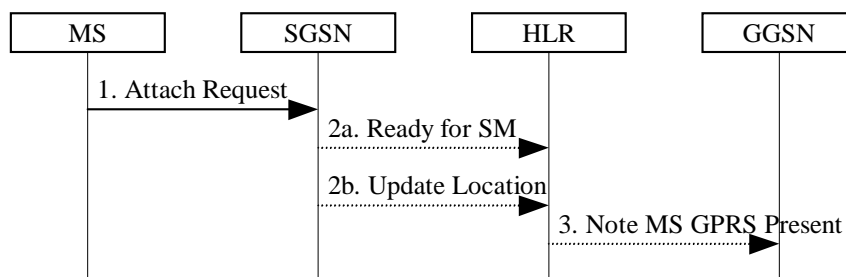 MS SGSN HLR GGSN
1. Attach Request
2a. Ready for SM
2b. Update Location
3. Note MS GPRS Present